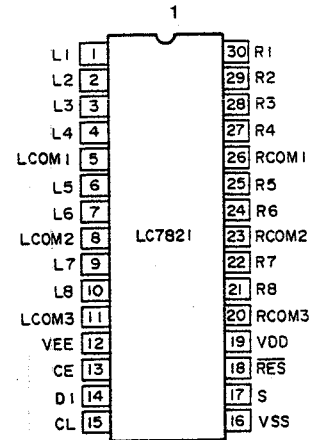 1
L1 1 30 R1
L2 2 29 R2
L3 3 28 R3
L4 4 27 R4
LCOM1 5 26 RCOM1
L5 6 25 R5
L6 7 24 R6
LCOM2 8 LC7821 23 RCOM2
L7 9 22 R7
L8 10 21 R8
LCOM3 11 20 RCOM3
VEE 12 19 VDD
CE 13 18 RES
D1 14 17 S
CL 15 16 VSS